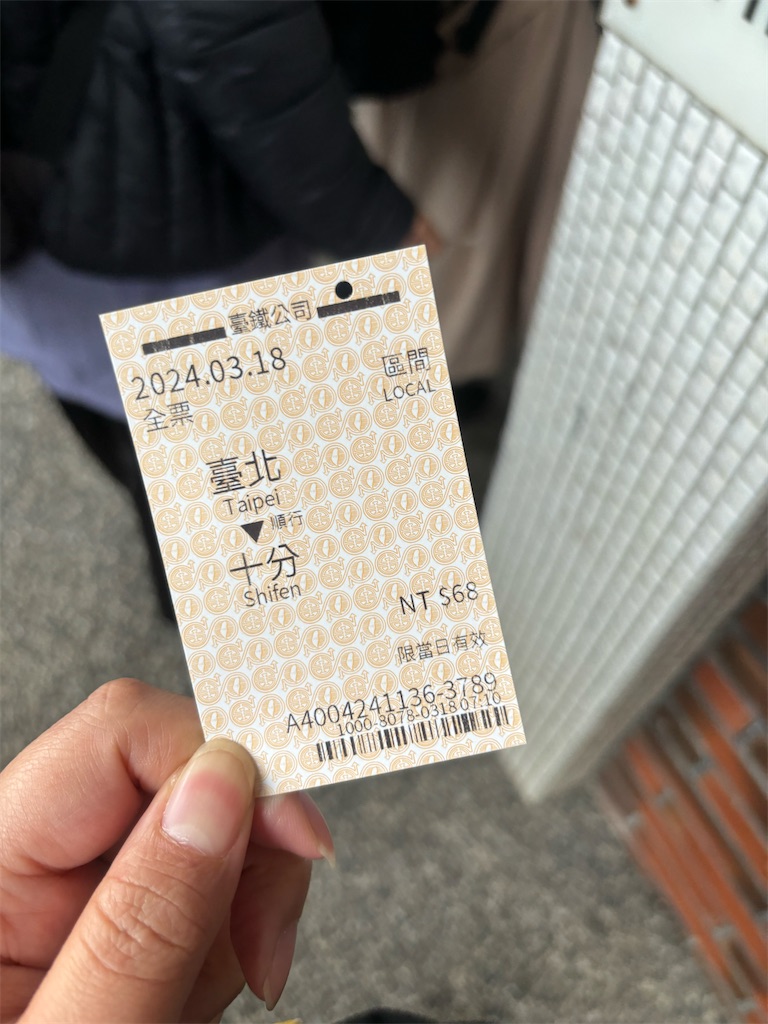 臺鐵公司
2024.03.18
區間
LOCAL
全票
臺北
Taipei
▼ 順行
十分
Shifen
NT $68
限當日有效
A4004241136-3789
1000-8078-0318 07:10